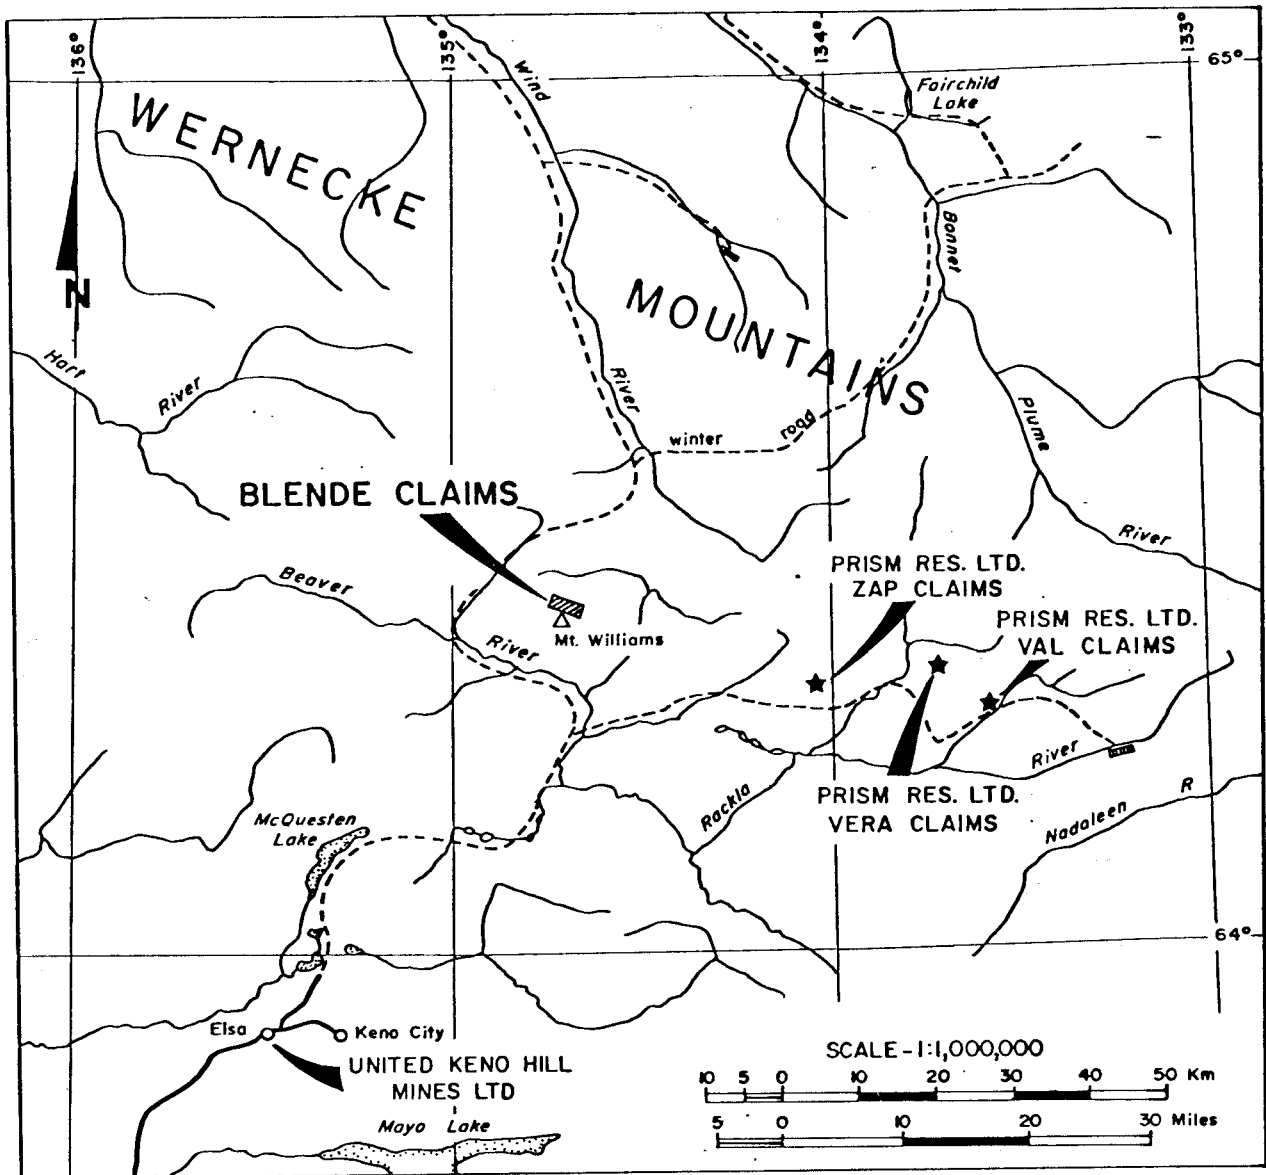 136°
135°
134°
133°
65°
Wind
Fairchild
Lake
WERNECKE
Bonnet
N
MOUNTAINS
Hart
River
River
Plume
winter road
BLENDE CLAIMS
River
PRISM RES. LTD.
ZAP CLAIMS
Beaver
River
Mt. Williams
PRISM RES. LTD.
VAL CLAIMS
River
McQuesten
Lake
Rackla
PRISM RES. LTD.
VERA CLAIMS
Nadaleen R
64°
Elsa
Keno City
UNITED KENO HILL
MINES LTD
Mayo Lake
SCALE - 1:1,000,000
10 5 0 10 20 30 40 50 Km
5 0 10 20 30 Miles